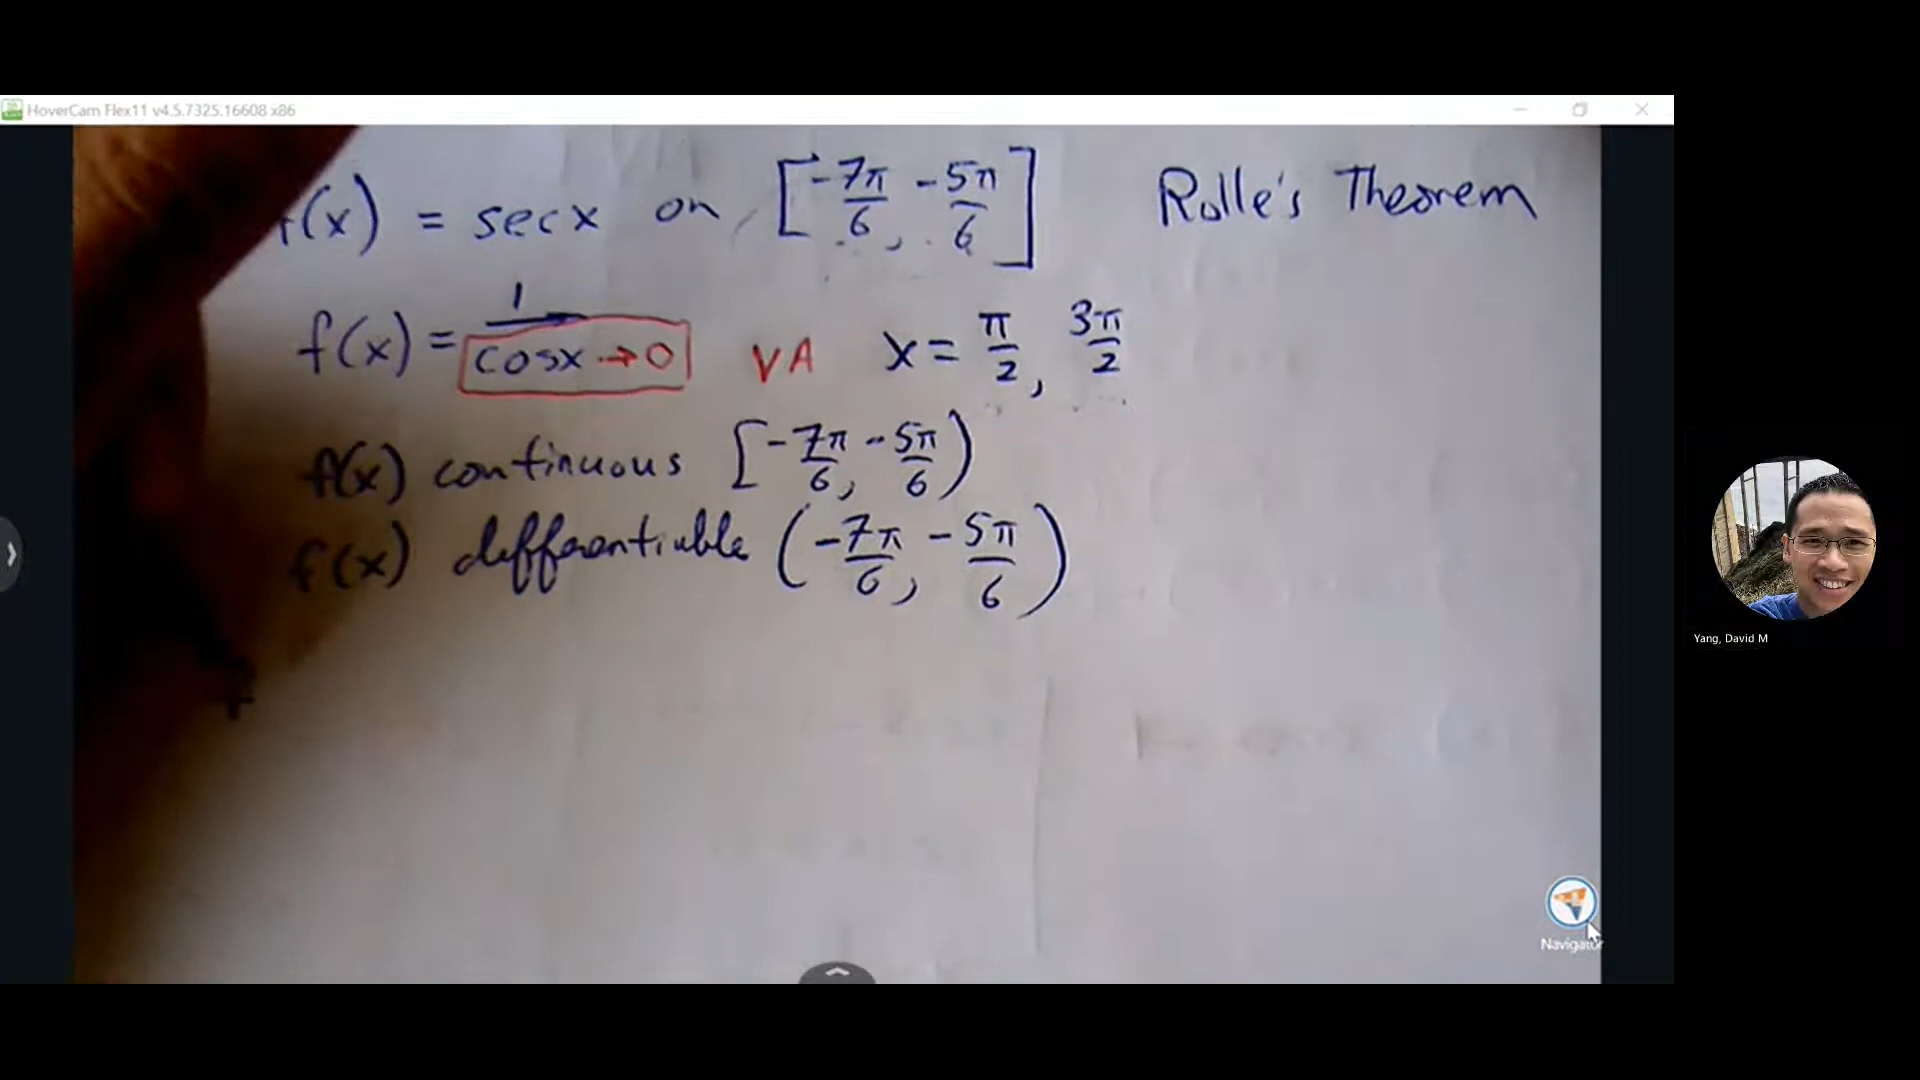 HoverCam Flex11 v4.5.7325.16608 x86
f(x) = sec x on [-7π/6, -5π/6] Rolle's Theorem
f(x) = 1/cosx → 0 VA x = π/2, 3π/2
f(x) continuous [-7π/6, -5π/6)
f(x) differentiable (-7π/6, -5π/6)
Yang, David M
Navigator